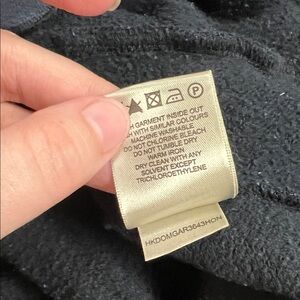 P
GARMENT INSIDE OUT
WITH SIMILAR COLOURS
MACHINE WASHABLE
DO NOT CHLORINE BLEACH
DO NOT TUMBLE DRY
WARM IRON
DRY CLEAN WITH ANY
SOLVENT EXCEPT
TRICHLOROETHYLENE
HKDOMGAR3643HON